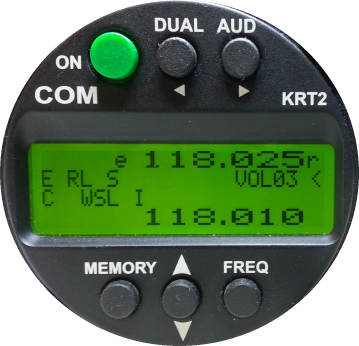 DUAL AUD
ON
COM
KRT2
e 118.025r
E RL S VOL03 <
C WSL I
118.010
MEMORY FREQ